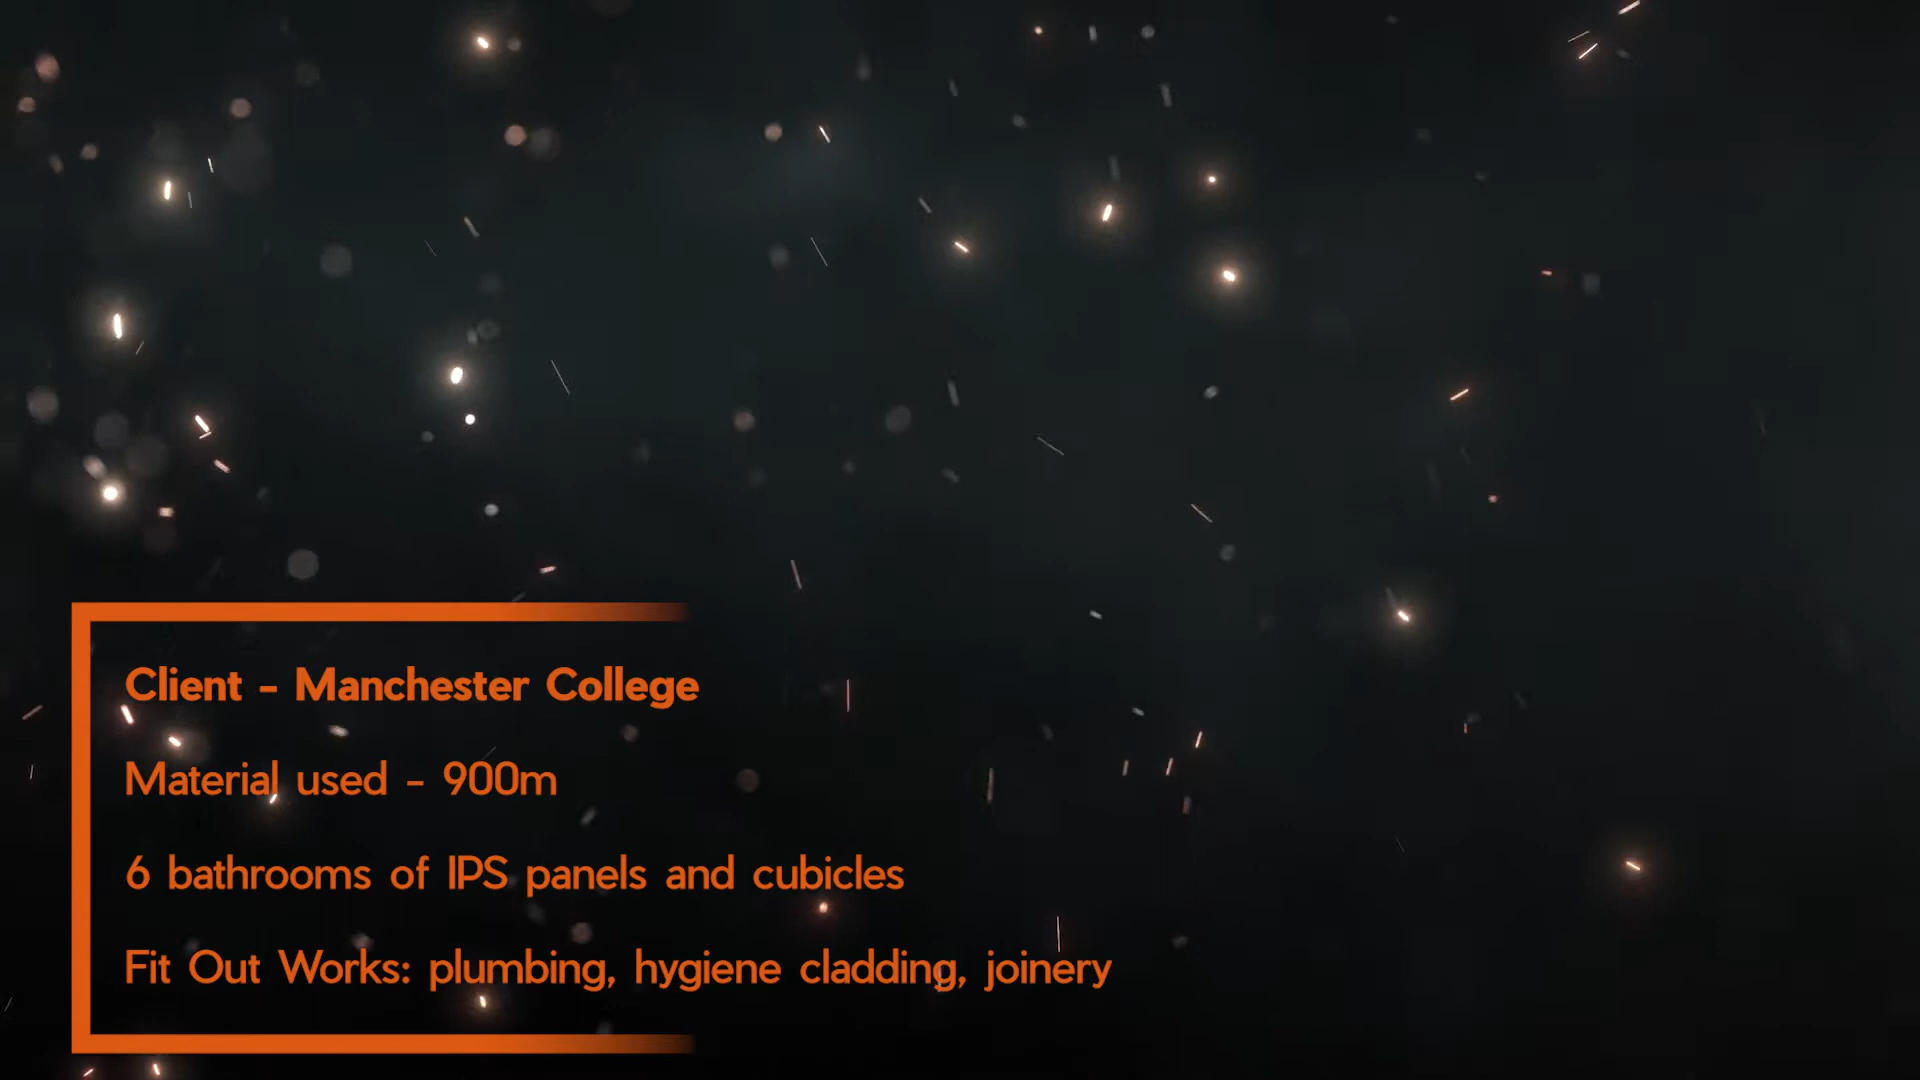 Client - Manchester College
Material used - 900m
6 bathrooms of IPS panels and cubicles
Fit Out Works: plumbing, hygiene cladding, joinery